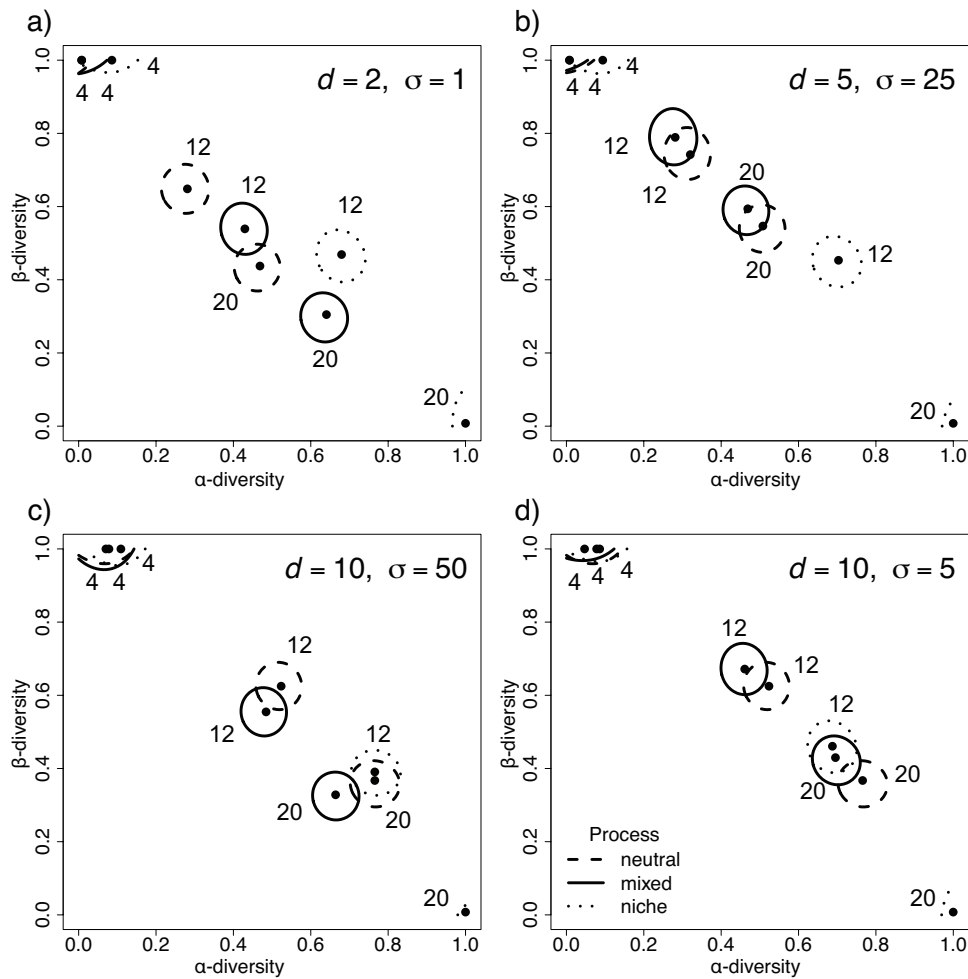 a)
d = 2, σ = 1
1.0
0.8
0.6
0.4
0.2
0.0
β-diversity
4 4
4
12
12
12
20
20
20
0.0 0.2 0.4 0.6 0.8 1.0
α-diversity
b)
d = 5, σ = 25
1.0
0.8
0.6
0.4
0.2
0.0
β-diversity
4 4
4
12
12
20
20
12
20
0.0 0.2 0.4 0.6 0.8 1.0
α-diversity
c)
d = 10, σ = 50
1.0
0.8
0.6
0.4
0.2
0.0
β-diversity
4 4
4
12
12
20
20
12
20
0.0 0.2 0.4 0.6 0.8 1.0
α-diversity
d)
d = 10, σ = 5
1.0
0.8
0.6
0.4
0.2
0.0
β-diversity
4 4 4
12
12
12
20
20
20
Process
neutral
mixed
niche
0.0 0.2 0.4 0.6 0.8 1.0
α-diversity